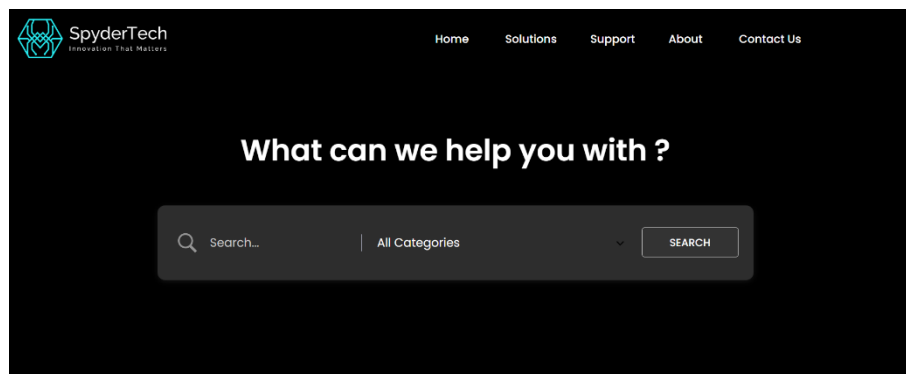 SpyderTech
Innovation That Matters
Home Solutions Support About Contact Us
What can we help you with ?
Search... All Categories SEARCH